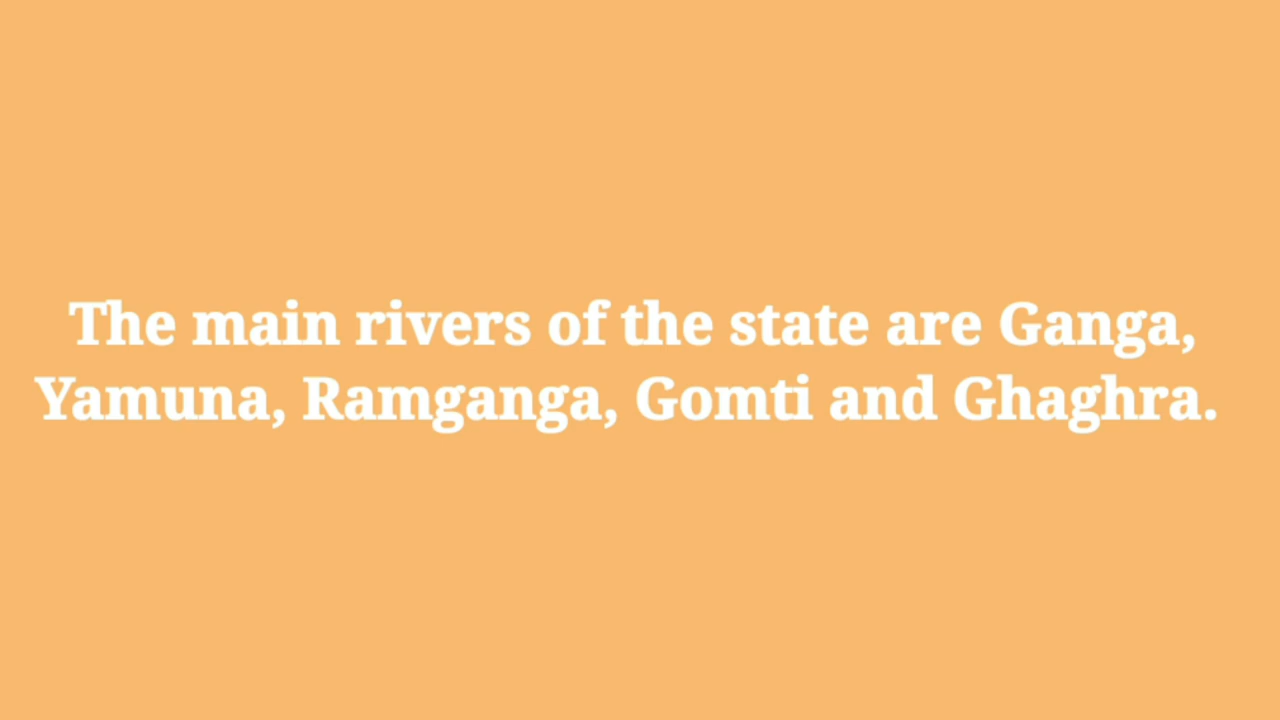 The main rivers of the state are Ganga,
Yamuna, Ramganga, Gomti and Ghaghra.